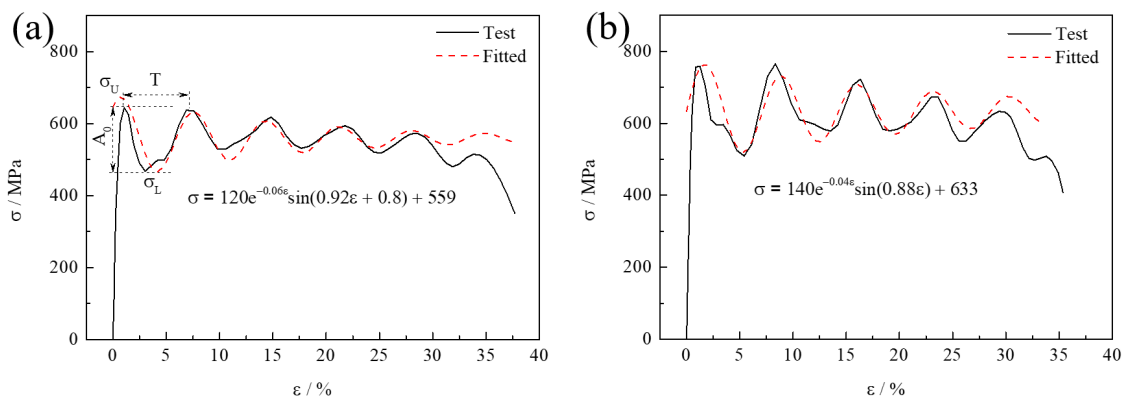 (a)
Test
Fitted
σU
T
A0
σL
σ = 120e^−0.06ε sin(0.92ε + 0.8) + 559
800
600
400
200
0
σ / MPa
0 5 10 15 20 25 30 35 40
ε / %
(b)
Test
Fitted
σ = 140e^−0.04ε sin(0.88ε) + 633
800
600
400
200
0
σ / MPa
0 5 10 15 20 25 30 35 40
ε / %